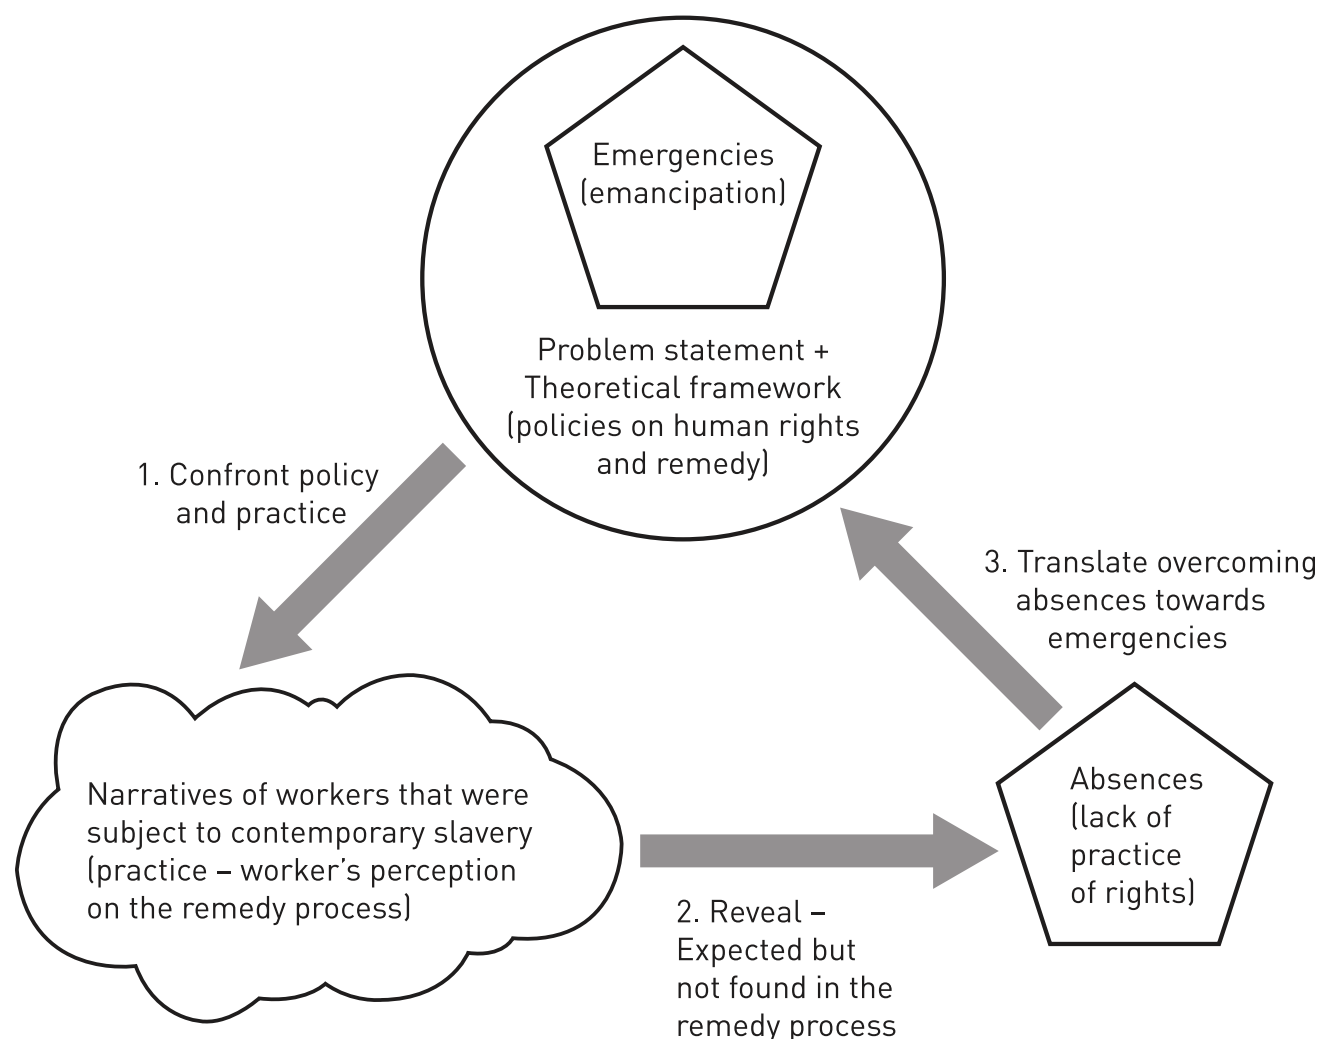 Emergencies
(emancipation)
Problem statement +
Theoretical framework
(policies on human rights
and remedy)
1. Confront policy
and practice
Narratives of workers that were
subject to contemporary slavery
(practice – worker’s perception
on the remedy process)
2. Reveal –
Expected but
not found in the
remedy process
Absences
(lack of
practice
of rights)
3. Translate overcoming
absences towards
emergencies